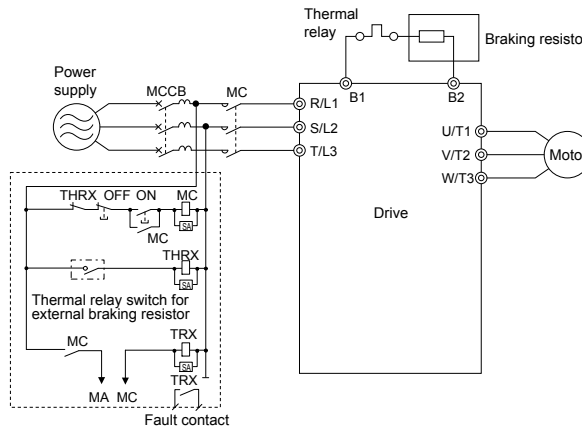 Thermal
relay
Braking resistor
Power
supply
MCCB
MC
B1
B2
R/L1
S/L2
T/L3
U/T1
V/T2
W/T3
Motor
Drive
THRX
OFF
ON
MC
SA
MC
THRX
SA
Thermal relay switch for
external braking resistor
MC
TRX
SA
MA
MC
TRX
Fault contact